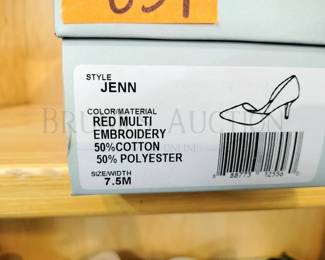 STYLE
JENN
COLOR/MATERIAL
RED MULTI
EMBROIDERY
50%COTTON
50% POLYESTER
SIZE/WIDTH
7.5M